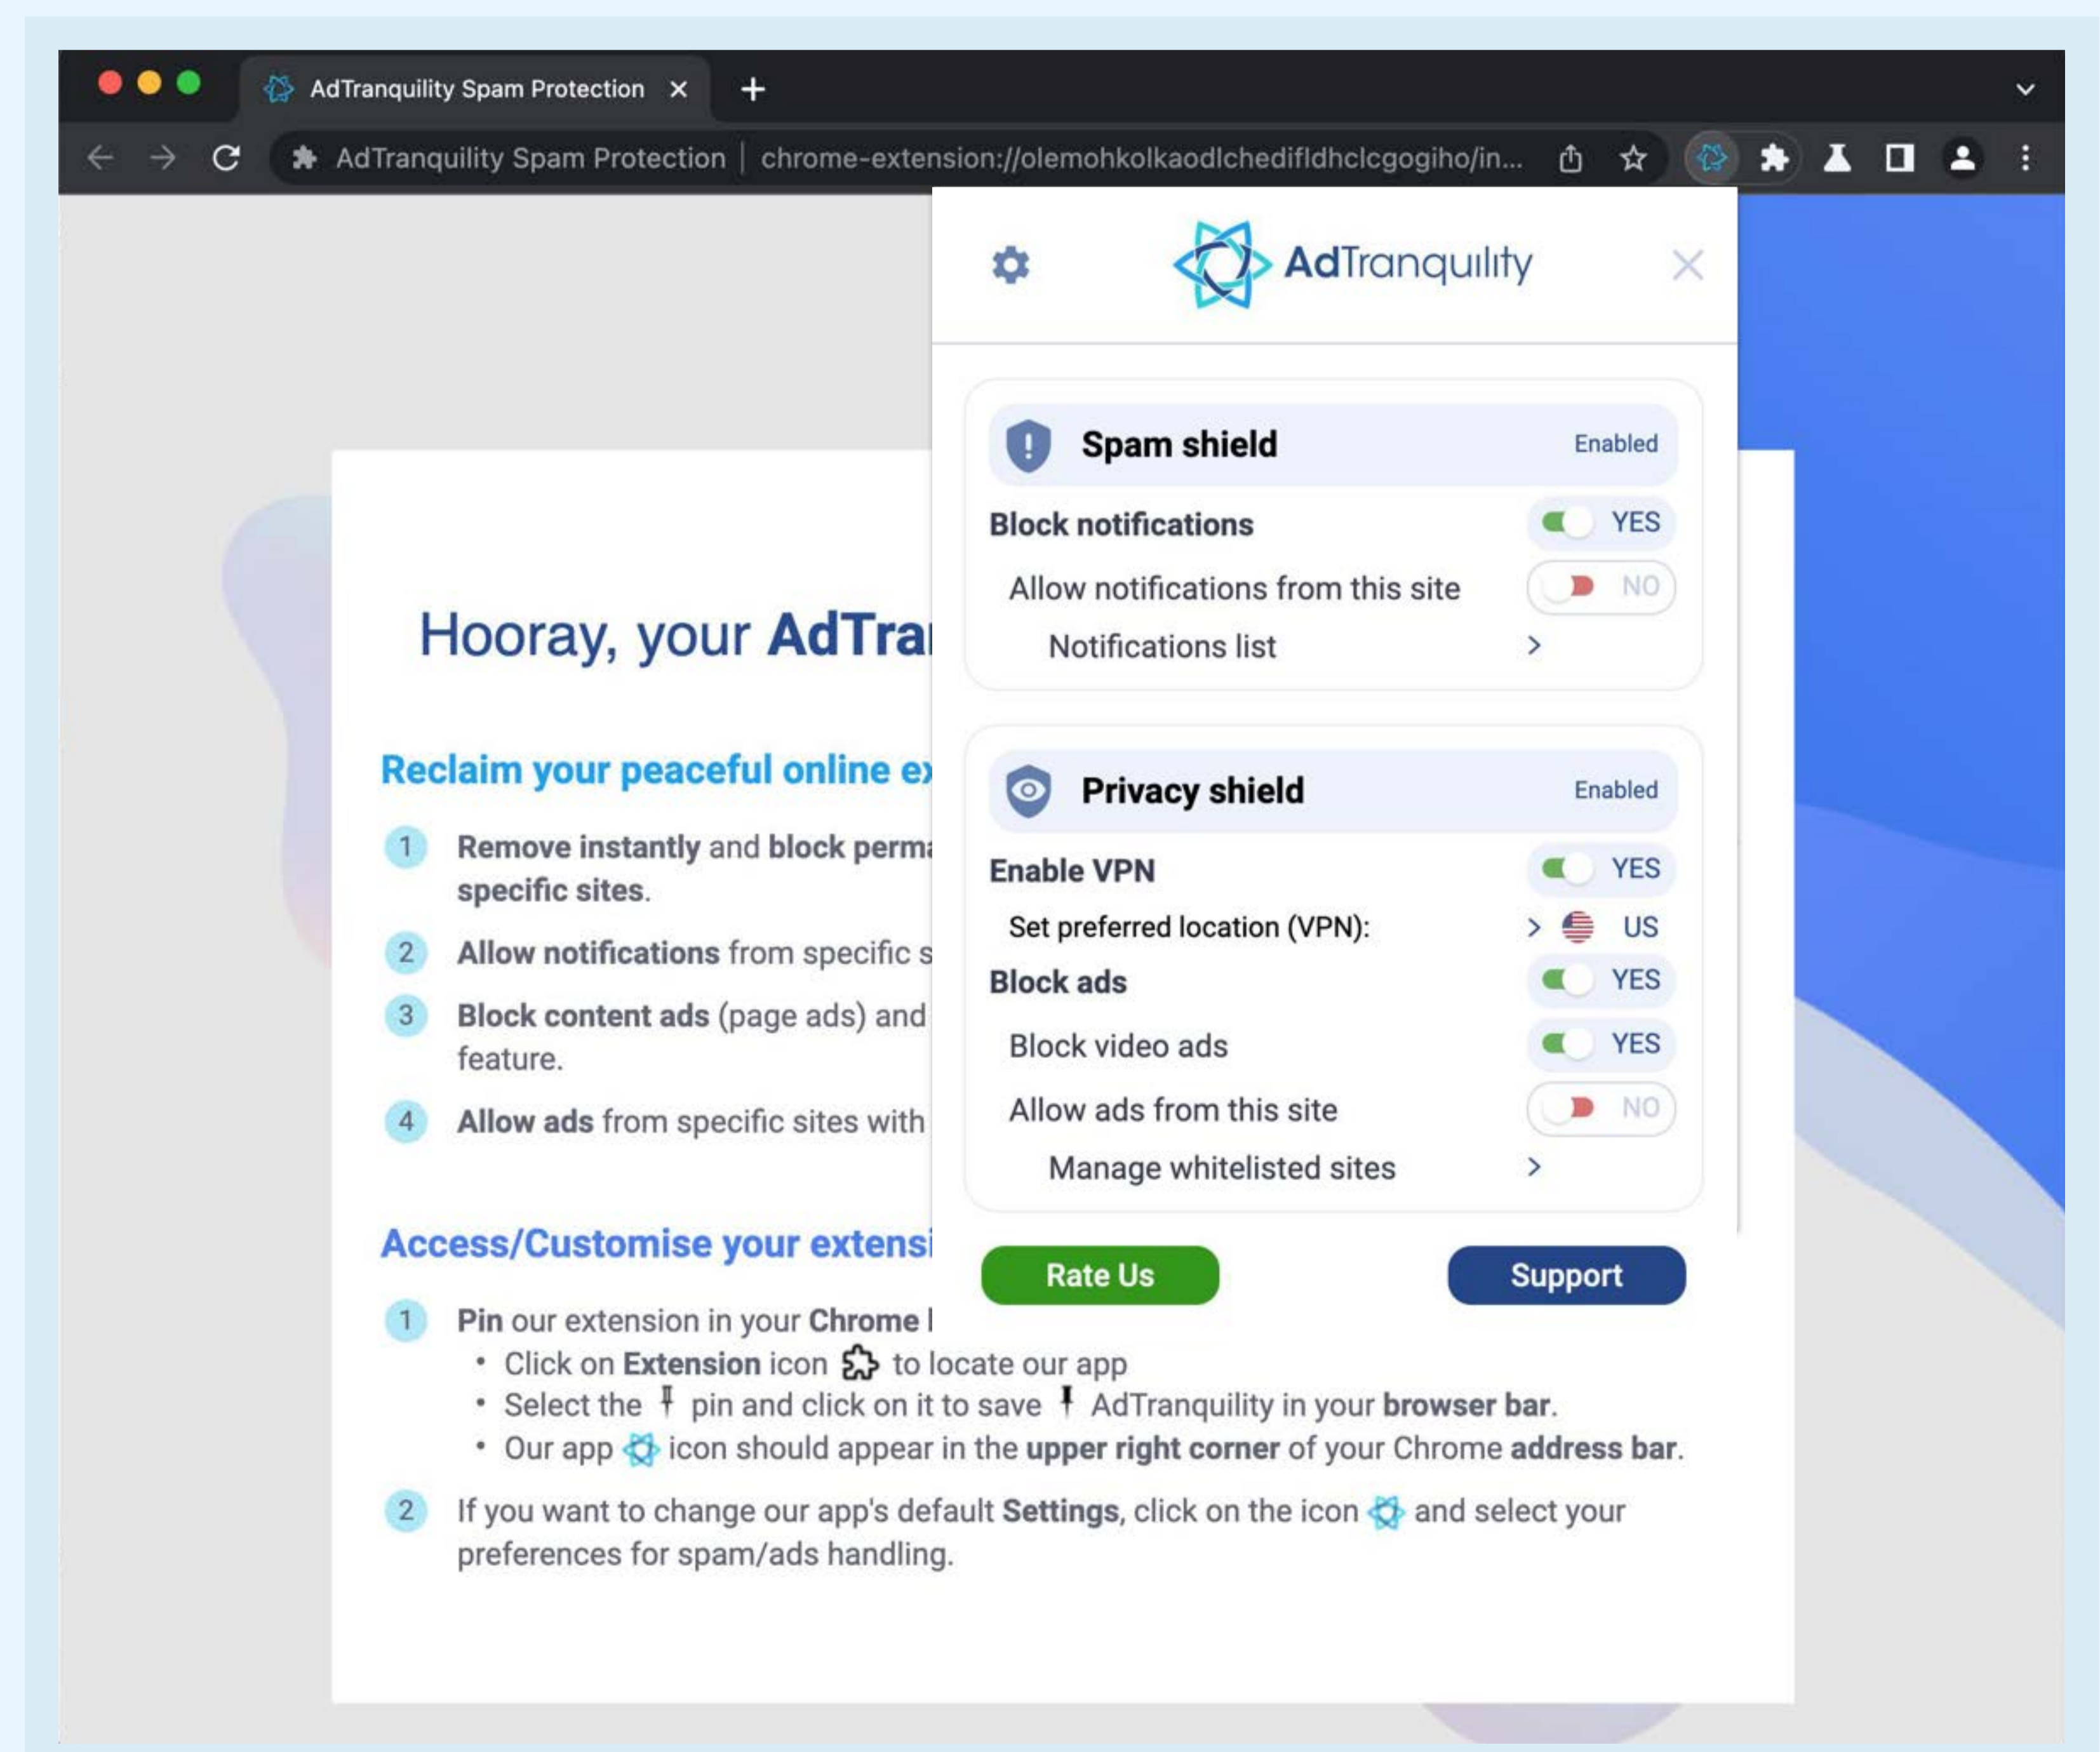 AdTranquility Spam Protection
AdTranquility Spam Protection | chrome-extension://olemohkolkaodlchedifldhclcgogiho/in...
AdTranquility
Spam shield Enabled
Block notifications YES
Allow notifications from this site NO
Notifications list
Privacy shield Enabled
Enable VPN YES
Set preferred location (VPN): US
Block ads YES
Block video ads YES
Allow ads from this site NO
Manage whitelisted sites
Rate Us Support
Hooray, your AdTra
Reclaim your peaceful online
1 Remove instantly and block perma
specific sites.
2 Allow notifications from specific s
3 Block content ads (page ads) and
feature.
4 Allow ads from specific sites with
Access/Customise your extensi
1 Pin our extension in your Chrome
• Click on Extension icon to locate our app
• Select the pin and click on it to save AdTranquility in your browser bar.
• Our app icon should appear in the upper right corner of your Chrome address bar.
2 If you want to change our app's default Settings, click on the icon and select your
preferences for spam/ads handling.